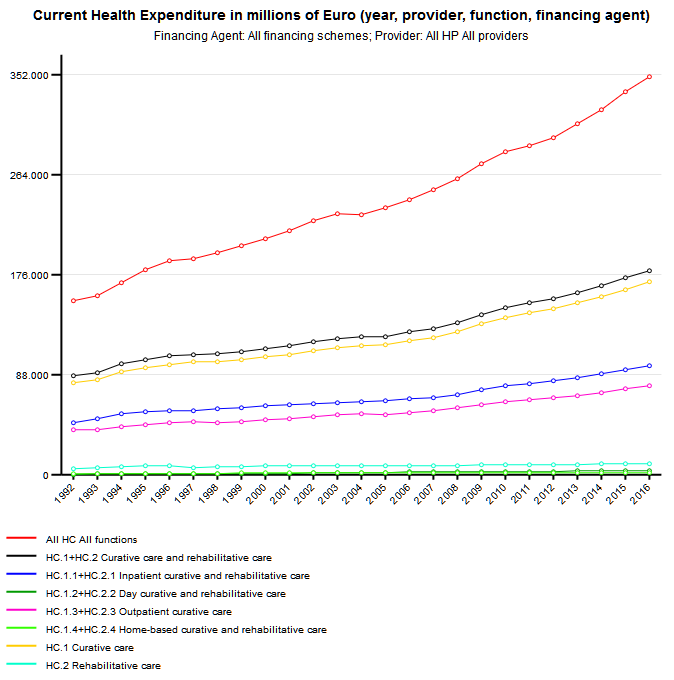 Current Health Expenditure in millions of Euro (year, provider, function, financing agent)
Financing Agent: All financing schemes; Provider: All HP All providers
352.000
264.000
176.000
88.000
0
1992 1993 1994 1995 1996 1997 1998 1999 2000 2001 2002 2003 2004 2005 2006 2007 2008 2009 2010 2011 2012 2013 2014 2015 2016
All HC All functions
HC.1+HC.2 Curative care and rehabilitative care
HC.1.1+HC.2.1 Inpatient curative and rehabilitative care
HC.1.2+HC.2.2 Day curative and rehabilitative care
HC.1.3+HC.2.3 Outpatient curative care
HC.1.4+HC.2.4 Home-based curative and rehabilitative care
HC.1 Curative care
HC.2 Rehabilitative care